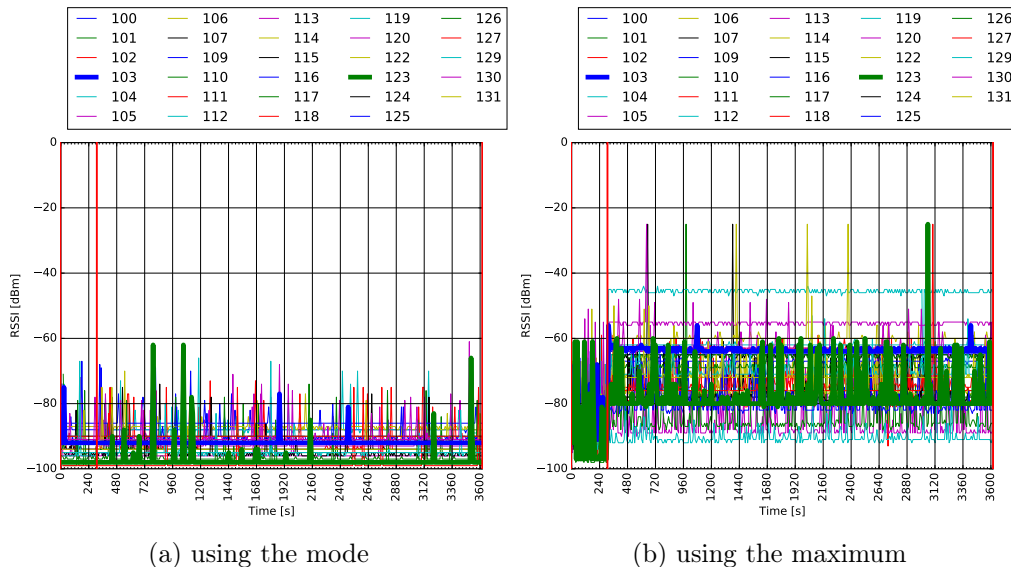 100 106 113 119 126
101 107 114 120 127
102 109 115 122 129
103 110 116 123 130
104 111 117 124 131
105 112 118 125
100 106 113 119 126
101 107 114 120 127
102 109 115 122 129
103 110 116 123 130
104 111 117 124 131
105 112 118 125
0
−20
−40
−60
−80
−100
RSSI [dBm]
0 240 480 720 960 1200 1440 1680 1920 2160 2400 2640 2880 3120 3360 3600
Time [s]
0
−20
−40
−60
−80
−100
RSSI [dBm]
0 240 480 720 960 1200 1440 1680 1920 2160 2400 2640 2880 3120 3360 3600
Time [s]
(a) using the mode
(b) using the maximum